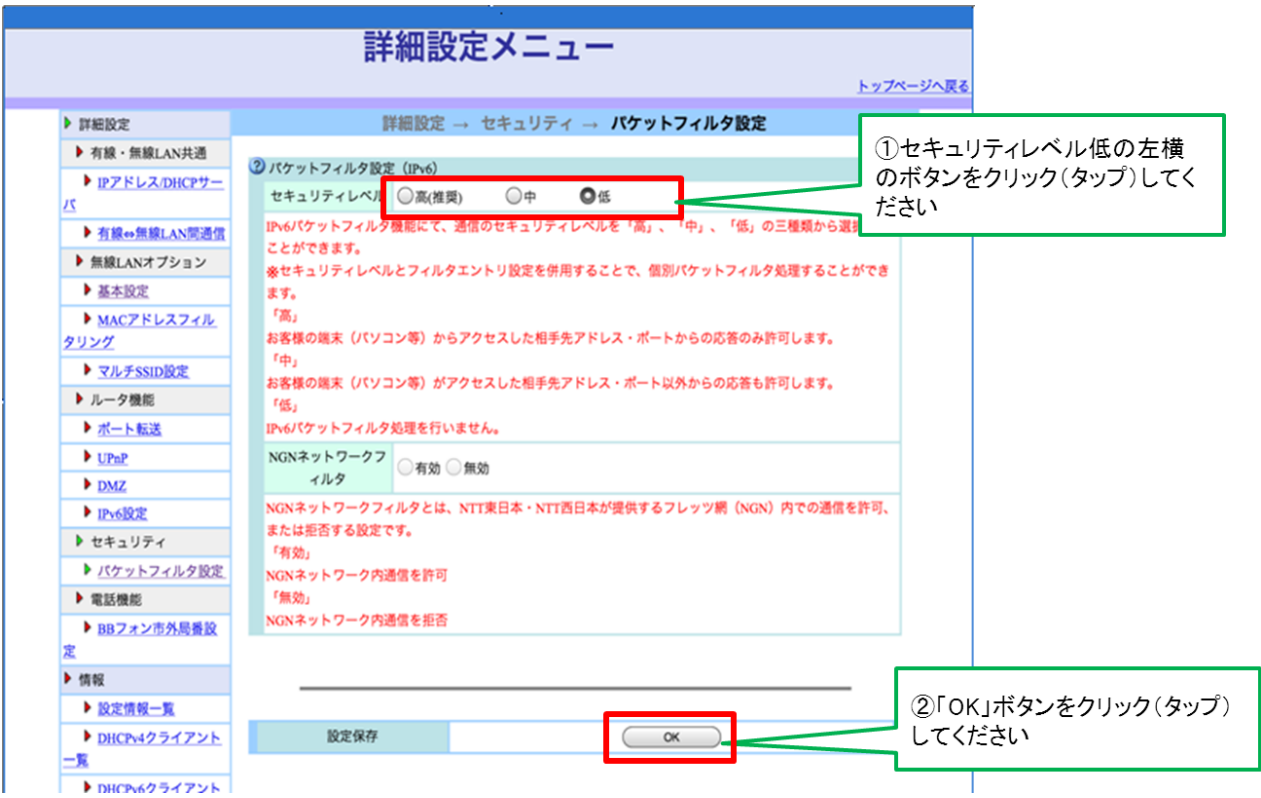 詳細設定メニュー
トップページへ戻る
詳細設定
有線・無線LAN共通
IPアドレス/DHCPサー
バ
有線⇔無線LAN間通信
無線LANオプション
基本設定
MACアドレスフィル
タリング
マルチSSID設定
ルータ機能
ポート転送
UPnP
DMZ
IPv6設定
セキュリティ
パケットフィルタ設定
電話機能
BBフォン市外局番設
定
情報
設定情報一覧
DHCPv4クライアント
一覧
DHCPv6クライアント
詳細設定 → セキュリティ → パケットフィルタ設定
パケットフィルタ設定（IPv6）
セキュリティレベル 高(推奨) 中 低
IPv6パケットフィルタ機能にて、通信のセキュリティレベルを「高」、「中」、「低」の三種類から選択
ことができます。
※セキュリティレベルとフィルタエントリ設定を併用することで、個別パケットフィルタ処理することができ
ます。
「高」
お客様の端末（パソコン等）からアクセスした相手先アドレス・ポートからの応答のみ許可します。
「中」
お客様の端末（パソコン等）がアクセスした相手先アドレス・ポート以外からの応答も許可します。
「低」
IPv6パケットフィルタ処理を行いません。
NGNネットワークフ
ィルタ
有効 無効
NGNネットワークフィルタとは、NTT東日本・NTT西日本が提供するフレッツ網（NGN）内での通信を許可、
または拒否する設定です。
「有効」
NGNネットワーク内通信を許可
「無効」
NGNネットワーク内通信を拒否
設定保存 OK
①セキュリティレベル低の左横
のボタンをクリック（タップ）してく
ださい
②「OK」ボタンをクリック（タップ）
してください